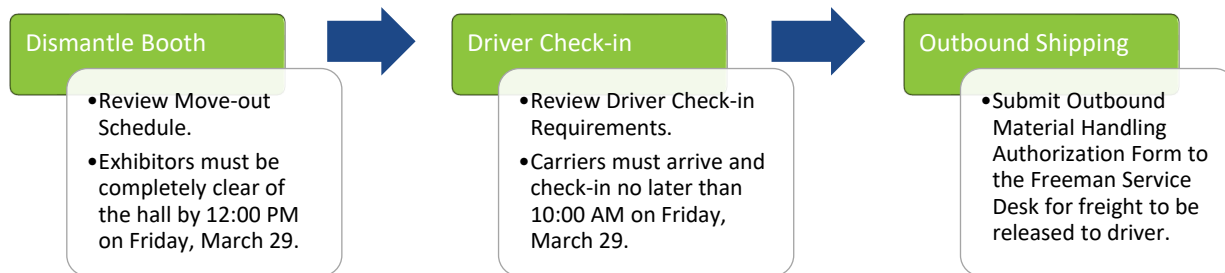 Dismantle Booth
•Review Move-out
Schedule.
•Exhibitors must be
completely clear of
the hall by 12:00 PM
on Friday, March 29.
Driver Check-in
•Review Driver Check-in
Requirements.
•Carriers must arrive and
check-in no later than
10:00 AM on Friday,
March 29.
Outbound Shipping
•Submit Outbound
Material Handling
Authorization Form to
the Freeman Service
Desk for freight to be
released to driver.